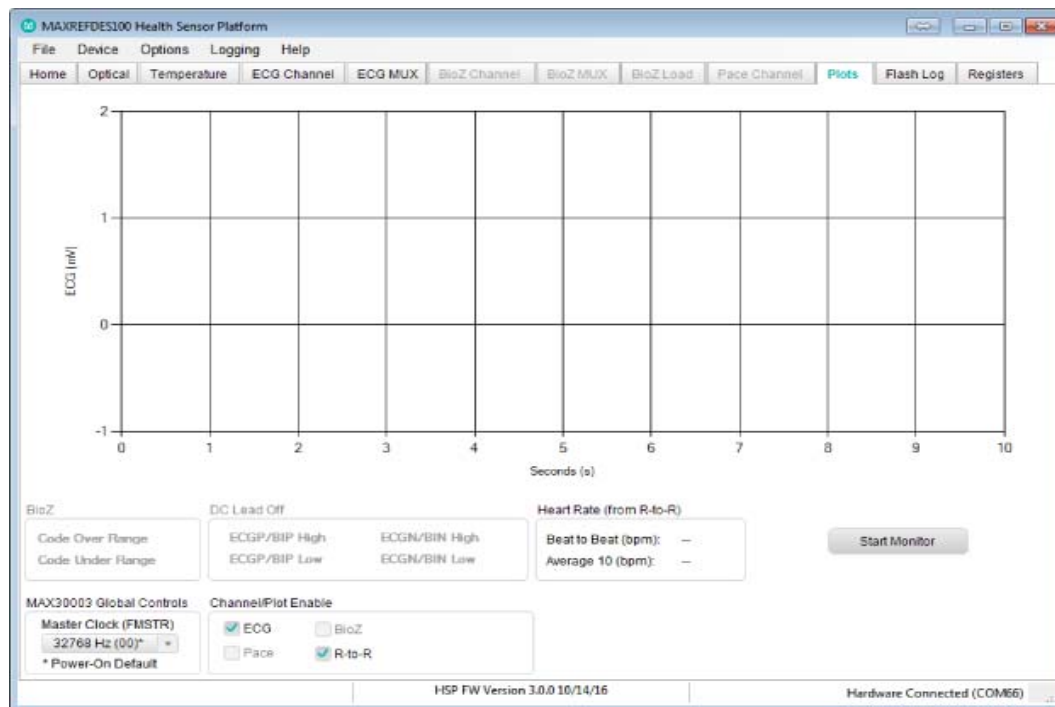 MAXREFDES100 Health Sensor Platform
File Device Options Logging Help
Home Optical Temperature ECG Channel ECG MUX BioZ Channel BioZ MUX BioZ Load Pace Channel Plots Flash Log Registers
2
1
0
-1
ECG (mV)
0 1 2 3 4 5 6 7 8 9 10
Seconds (s)
BioZ
Code Over Range
Code Under Range
DC Lead Off
ECGP/BIP High ECGN/BIN High
ECGP/BIP Low ECGN/BIN Low
Heart Rate (from R-to-R)
Beat to Beat (bpm): --
Average 10 (bpm): --
Start Monitor
MAX30003 Global Controls
Master Clock (FMSTR)
32768 Hz (00)*
* Power-On Default
Channel/Plot Enable
ECG BioZ
Pace R-to-R
HSP FW Version 3.0.0 10/14/16
Hardware Connected (COM66)